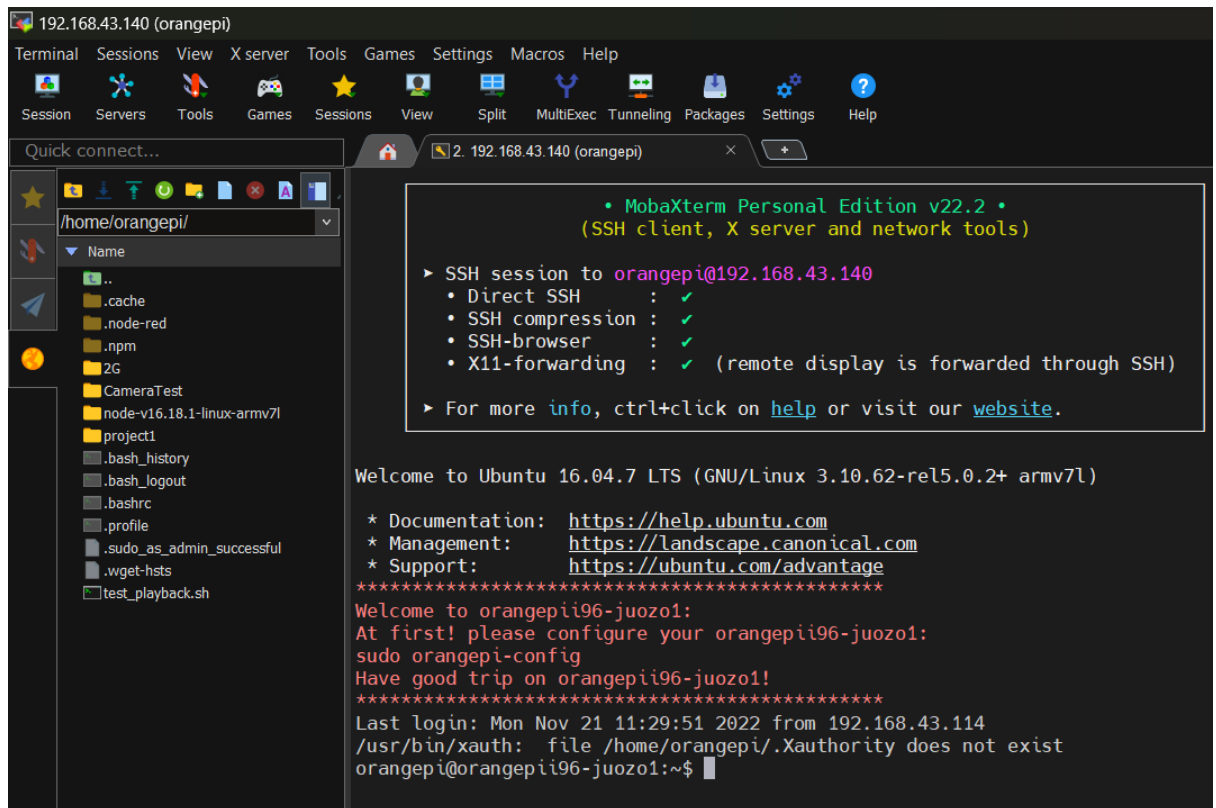 192.168.43.140 (orangepi)
Terminal Sessions View X server Tools Games Settings Macros Help
Session Servers Tools Games Sessions View Split MultiExec Tunneling Packages Settings Help
Quick connect...
2. 192.168.43.140 (orangepi)
/home/orangepi/
Name
..
.cache
.node-red
.npm
2G
CameraTest
node-v16.18.1-linux-armv7l
project1
.bash_history
.bash_logout
.bashrc
.profile
.sudo_as_admin_successful
.wget-hsts
test_playback.sh
• MobaXterm Personal Edition v22.2 •
(SSH client, X server and network tools)
➤ SSH session to orangepi@192.168.43.140
• Direct SSH : ✔
• SSH compression : ✔
• SSH-browser : ✔
• X11-forwarding : ✔ (remote display is forwarded through SSH)
➤ For more info, ctrl+click on help or visit our website.
Welcome to Ubuntu 16.04.7 LTS (GNU/Linux 3.10.62-rel5.0.2+ armv7l)
* Documentation: https://help.ubuntu.com
* Management: https://landscape.canonical.com
* Support: https://ubuntu.com/advantage
***********************************************
Welcome to orangepii96-juozo1:
At first! please configure your orangepii96-juozo1:
sudo orangepi-config
Have good trip on orangepii96-juozo1!
***********************************************
Last login: Mon Nov 21 11:29:51 2022 from 192.168.43.114
/usr/bin/xauth: file /home/orangepi/.Xauthority does not exist
orangepi@orangepii96-juozo1:~$